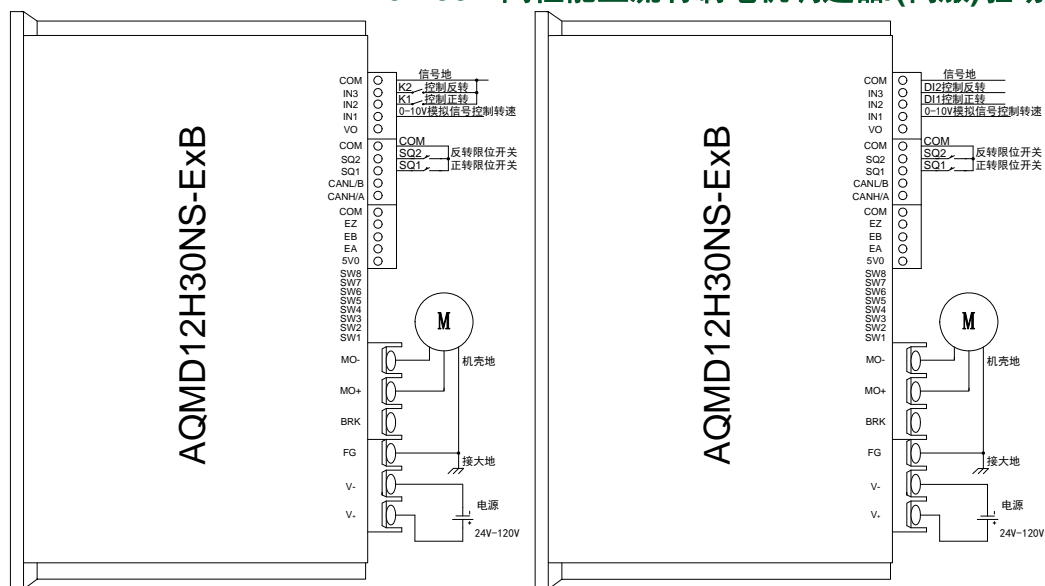 AQMD12H30NS-ExB
COM 信号地
IN3 K2 控制反转
IN2 K1 控制正转
IN1 0-10V模拟信号控制转速
VO
COM COM
SQ2 SQ2 反转限位开关
SQ1 SQ1 正转限位开关
CANL/B
CANH/A
COM
EZ
EB
EA
5V0
SW8
SW7
SW6
SW5
SW4
SW3
SW2
SW1
M
MO- 机壳地
MO+
BRK
FG 接大地
V- 电源
V+ 24V-120V
AQMD12H30NS-ExB
COM 信号地
IN3 DI2控制反转
IN2 DI1控制正转
IN1 0-10V模拟信号控制转速
VO
COM COM
SQ2 SQ2 反转限位开关
SQ1 SQ1 正转限位开关
CANL/B
CANH/A
COM
EZ
EB
EA
5V0
SW8
SW7
SW6
SW5
SW4
SW3
SW2
SW1
M
MO- 机壳地
MO+
BRK
FG 接大地
V- 电源
V+ 24V-120V